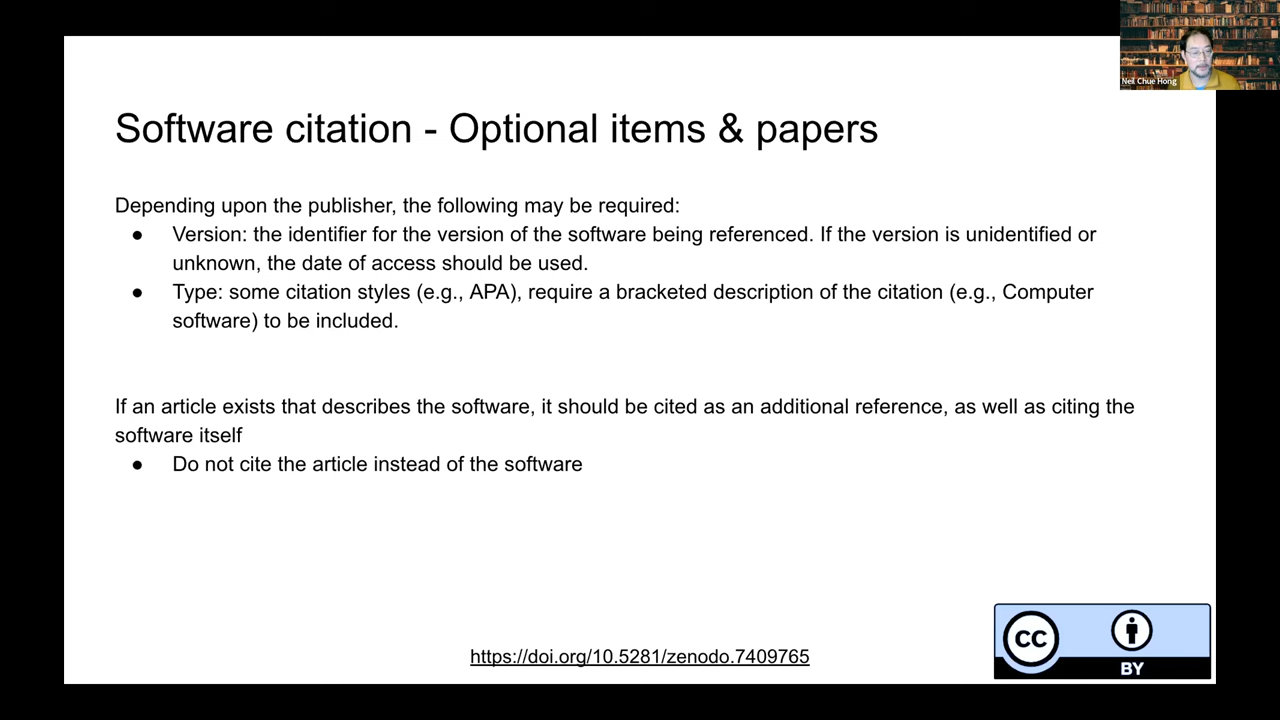 Neil Chue Hong
Software citation - Optional items & papers
Depending upon the publisher, the following may be required:
● Version: the identifier for the version of the software being referenced. If the version is unidentified or
unknown, the date of access should be used.
● Type: some citation styles (e.g., APA), require a bracketed description of the citation (e.g., Computer
software) to be included.
If an article exists that describes the software, it should be cited as an additional reference, as well as citing the
software itself
● Do not cite the article instead of the software
https://doi.org/10.5281/zenodo.7409765
CC
BY